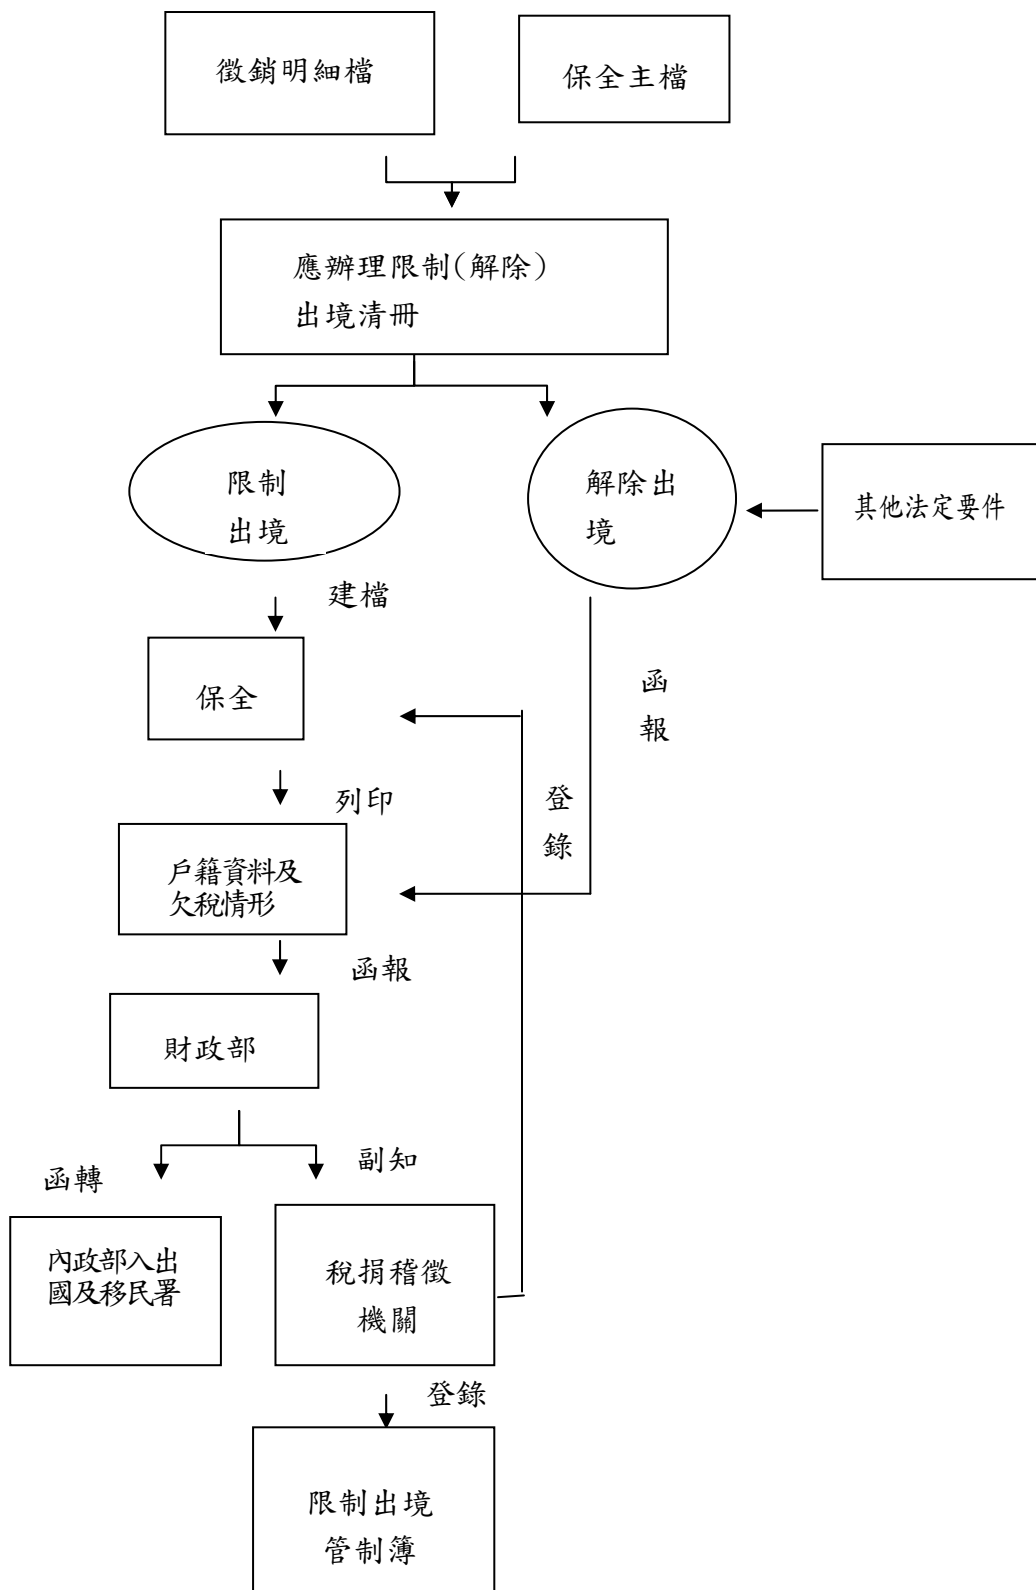 徵銷明細檔
保全主檔
應辦理限制(解除)
出境清冊
限制
出境
解除出
境
其他法定要件
建檔
保全
函
報
列印
登
錄
戶籍資料及
欠稅情形
函報
財政部
函轉
副知
內政部入出
國及移民署
稅捐稽徵
機關
登錄
限制出境
管制簿